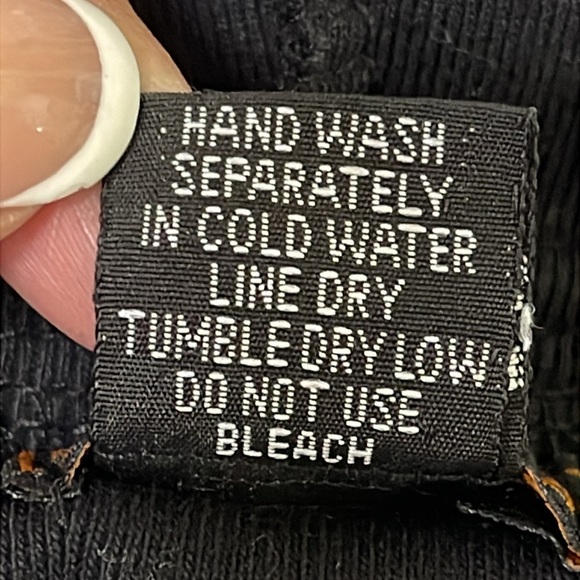 HAND WASH
SEPARATELY
IN COLD WATER
LINE DRY
TUMBLE DRY LOW
DO NOT USE
BLEACH